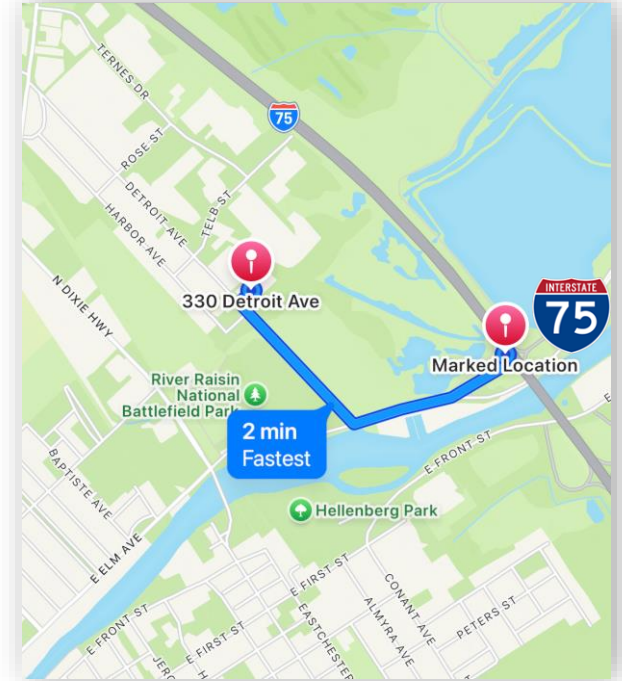 TERNES DR
75
ROSE ST
TELB ST
DETROIT AVE
HARBOR AVE
330 Detroit Ave
N DIXIE HWY
INTERSTATE
75
Marked Location
River Raisin
National
Battlefield Park
2 min
Fastest
E FRONT ST
E
BAPTISTE AVE
Hellenberg Park
E ELM AVE
E FIRST ST
CONANT AVE
ALMYRA AVE
PETERS ST
E FRONT ST
E FIRST ST
EASTCHESTER
JERO